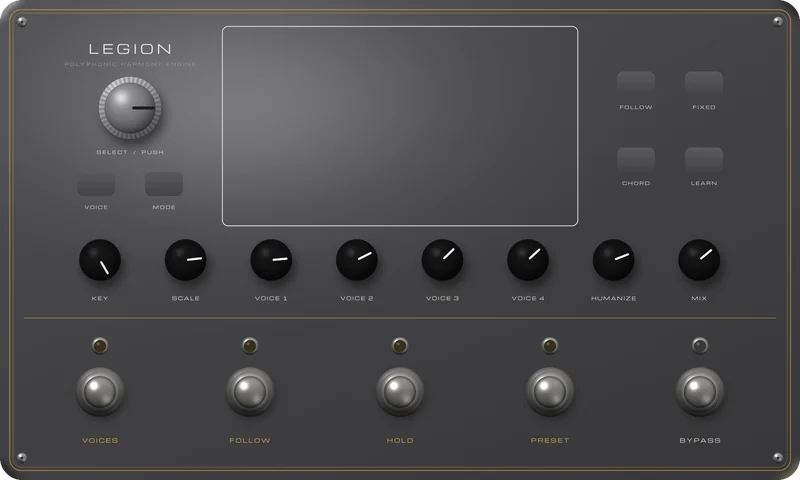 LEGION
POLYPHONIC HARMONY ENGINE
SELECT / PUSH
VOICE MODE
FOLLOW FIXED
CHORD LEARN
KEY SCALE VOICE 1 VOICE 2 VOICE 3 VOICE 4 HUMANIZE MIX
VOICES FOLLOW HOLD PRESET BYPASS